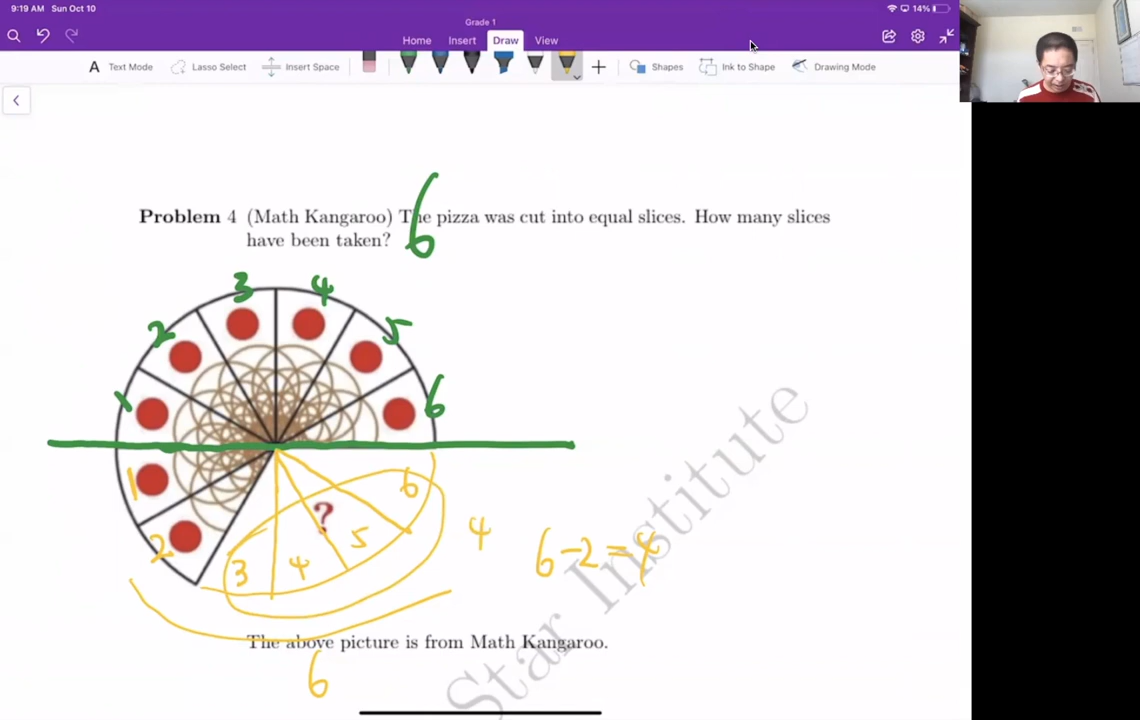 9:19 AM Sun Oct 10
14%
Grade 1
Home Insert Draw View
Text Mode Lasso Select Insert Space Shapes Ink to Shape Drawing Mode
6
Problem 4 (Math Kangaroo) The pizza was cut into equal slices. How many slices
have been taken?
1 2 3 4 5 6
1 2 3 4 5 6
?
4
6-2=
The above picture is from Math Kangaroo.
6
Star Institute